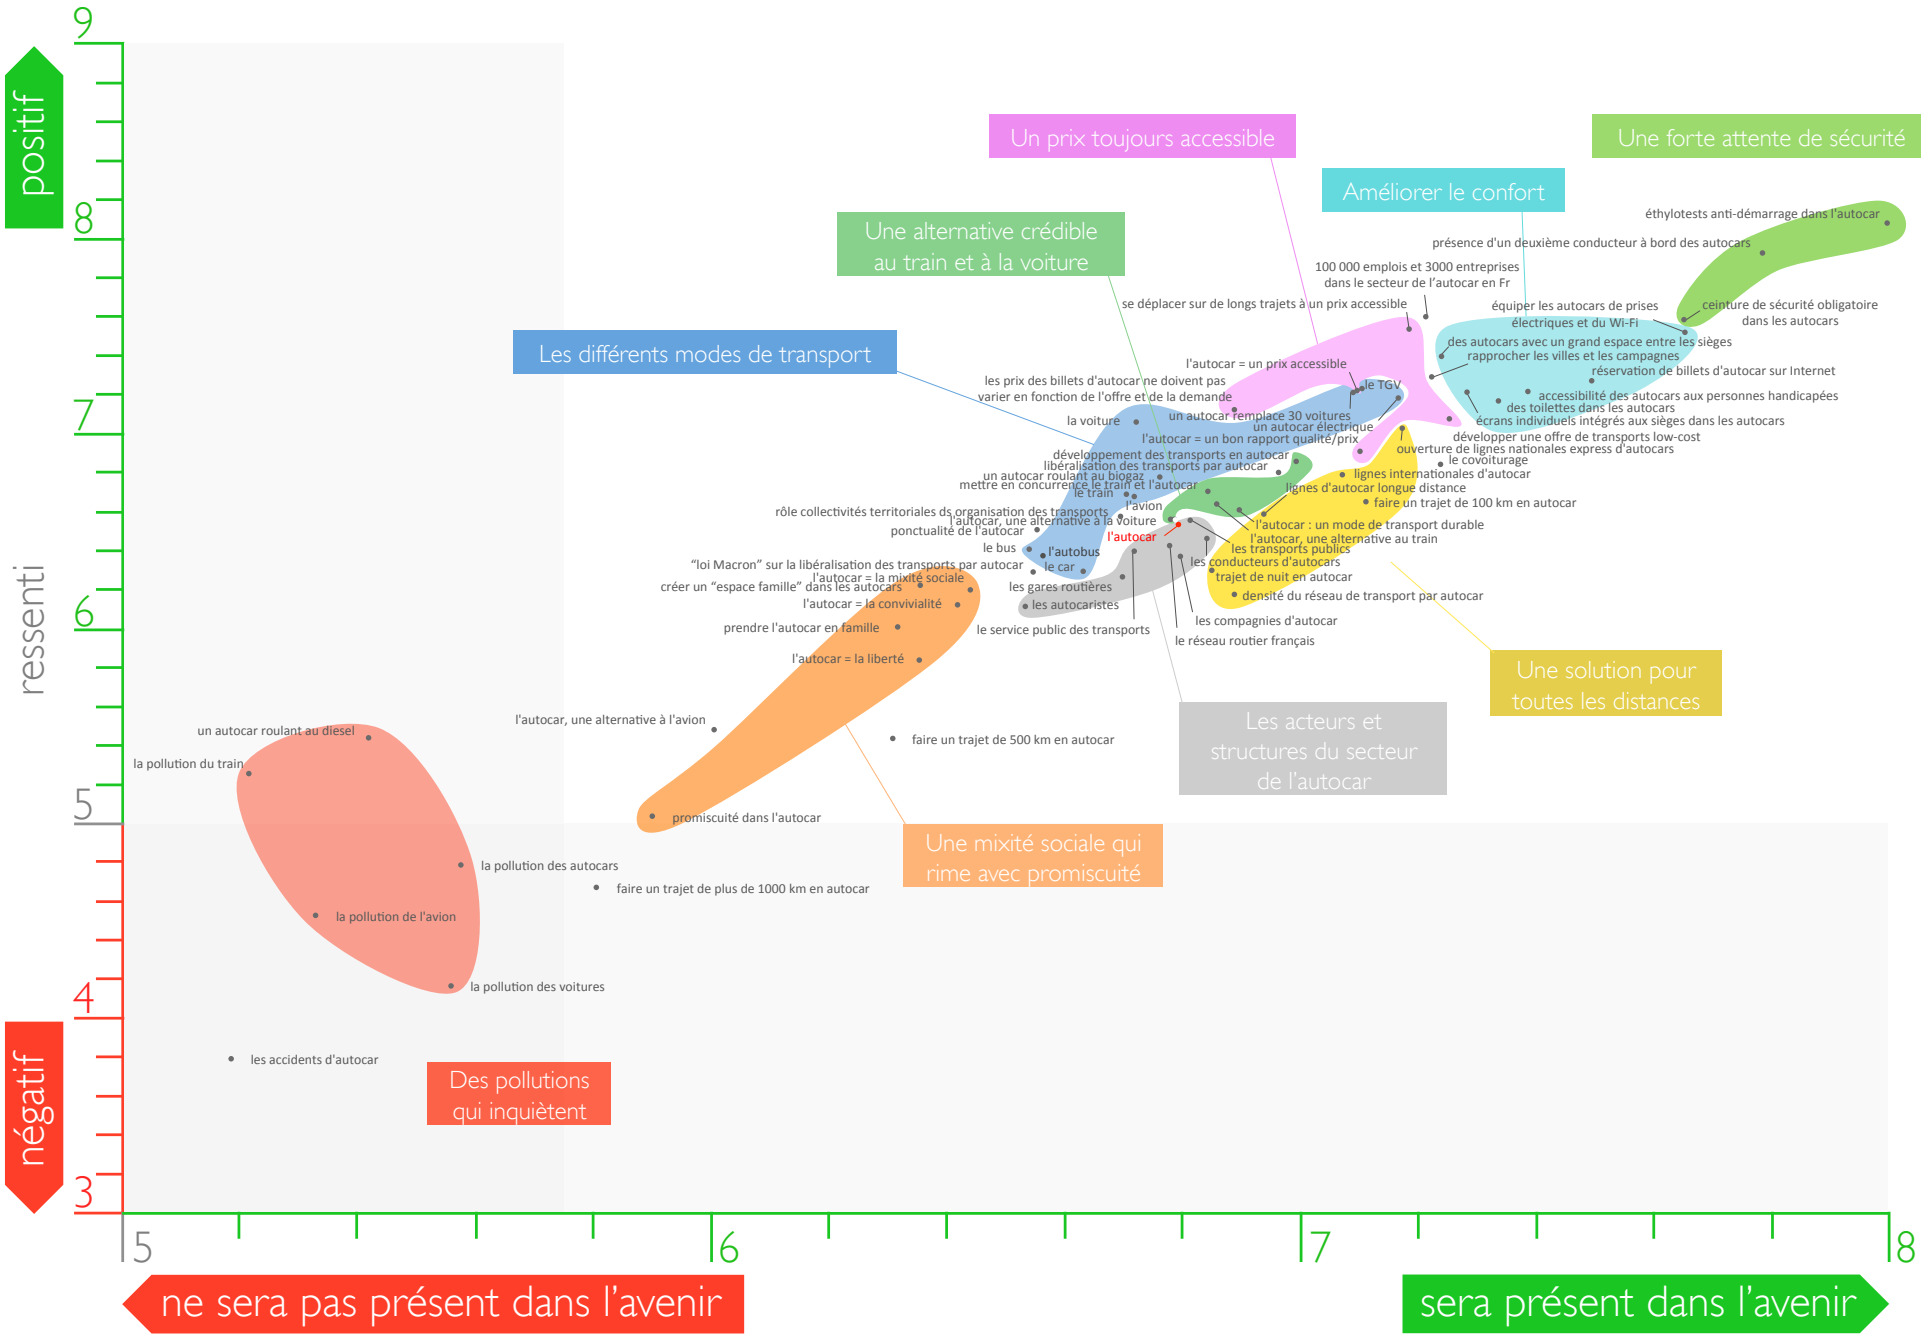 9
positif
Un prix toujours accessible
Une forte attente de sécurité
Améliorer le confort
8
éthylotests anti-démarrage dans l'autocar
Une alternative crédible
au train et à la voiture
présence d'un deuxième conducteur à bord des autocars
100 000 emplois et 3000 entreprises
dans le secteur de l'autocar en Fr
se déplacer sur de longs trajets à un prix accessible
équiper les autocars de prises
électriques et du Wi-Fi
ceinture de sécurité obligatoire
dans les autocars
Les différents modes de transport
des autocars avec un grand espace entre les sièges
rapprocher les villes et les campagnes
l'autocar = un prix accessible
réservation de billets d'autocar sur Internet
les prix des billets d'autocar ne doivent pas
varier en fonction de l'offre et de la demande
le TGV
accessibilité des autocars aux personnes handicapées
7
des toilettes dans les autocars
la voiture
un autocar remplace 30 voitures
écrans individuels intégrés aux sièges dans les autocars
un autocar électrique
l'autocar = un bon rapport qualité/prix
développer une offre de transports low-cost
ouverture de lignes nationales express d'autocars
développement des transports en autocar
le covoiturage
libéralisation des transports par autocar
lignes internationales d'autocar
un autocar roulant au biogaz
mettre en concurrence le train et l'autocar
lignes d'autocar longue distance
le train
faire un trajet de 100 km en autocar
l'avion
rôle collectivités territoriales ds organisation des transports
l'autocar, une alternative à la voiture
l'autocar : un mode de transport durable
ponctualité de l'autocar
l'autocar
l'autocar, une alternative au train
le bus
l'autobus
les transports publics
les conducteurs d'autocars
"loi Macron" sur la libéralisation des transports par autocar
le car
ressenti
l'autocar = la mixité sociale
trajet de nuit en autocar
créer un "espace famille" dans les autocars
les gares routières
densité du réseau de transport par autocar
6
l'autocar = la convivialité
les autocaristes
les compagnies d'autocar
prendre l'autocar en famille
le service public des transports
le réseau routier français
l'autocar = la liberté
Une solution pour
toutes les distances
l'autocar, une alternative à l'avion
Les acteurs et
structures du secteur
de l'autocar
un autocar roulant au diesel
faire un trajet de 500 km en autocar
la pollution du train
5
promiscuité dans l'autocar
Une mixité sociale qui
rime avec promiscuité
la pollution des autocars
faire un trajet de plus de 1000 km en autocar
la pollution de l'avion
la pollution des voitures
4
négatif
les accidents d'autocar
Des pollutions
qui inquiètent
3
5
6
7
8
ne sera pas présent dans l'avenir
sera présent dans l'avenir